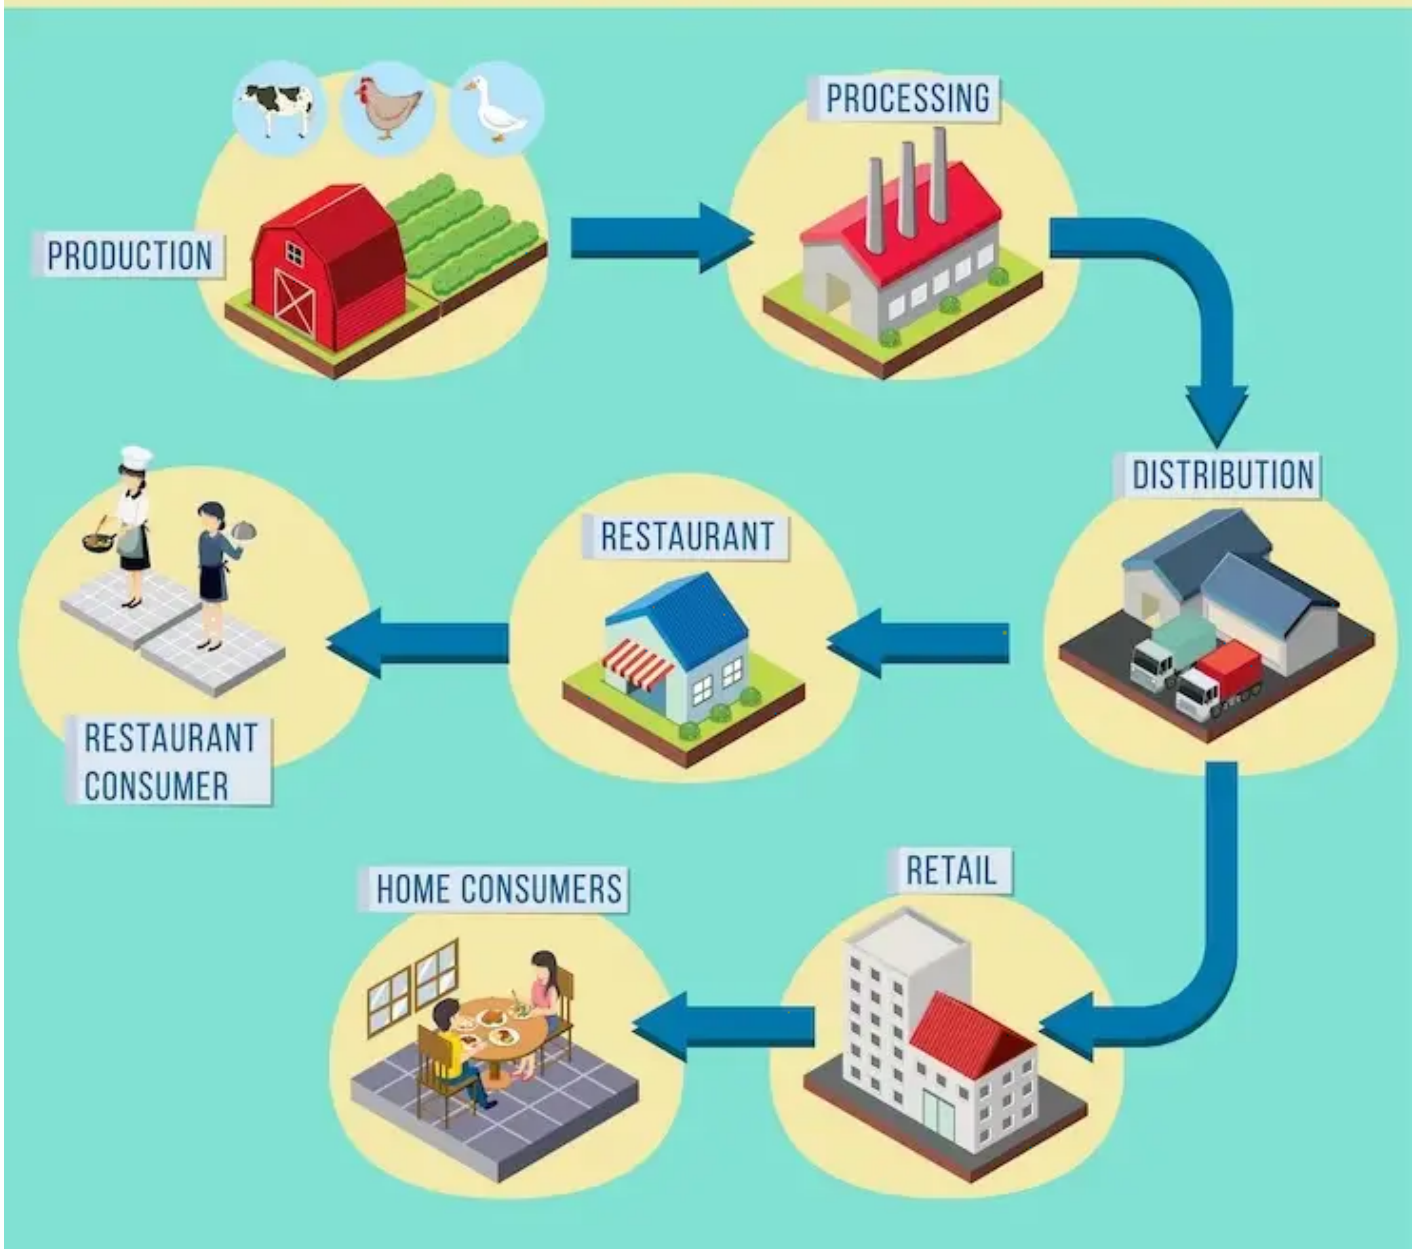 PRODUCTION
PROCESSING
DISTRIBUTION
RESTAURANT
RESTAURANT
CONSUMER
RETAIL
HOME CONSUMERS